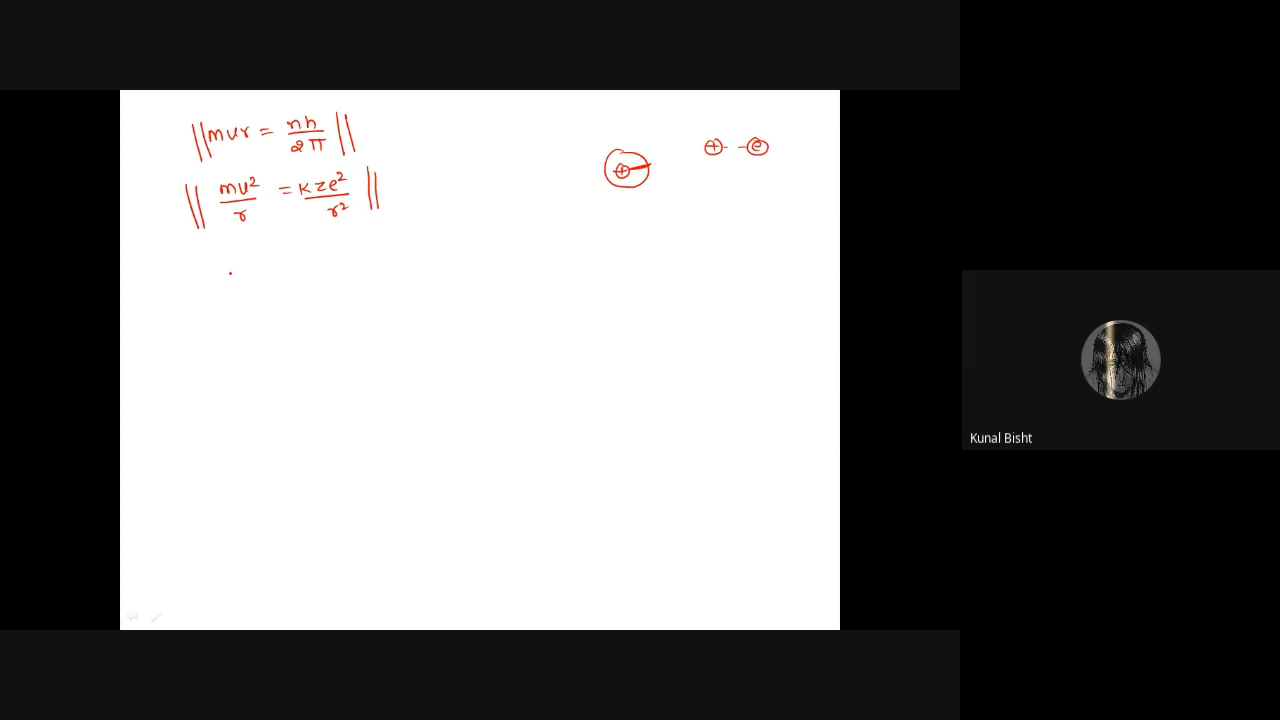 mvr = nh/2π
mv²/r = kze²/r²
+ e
+
Kunal Bisht